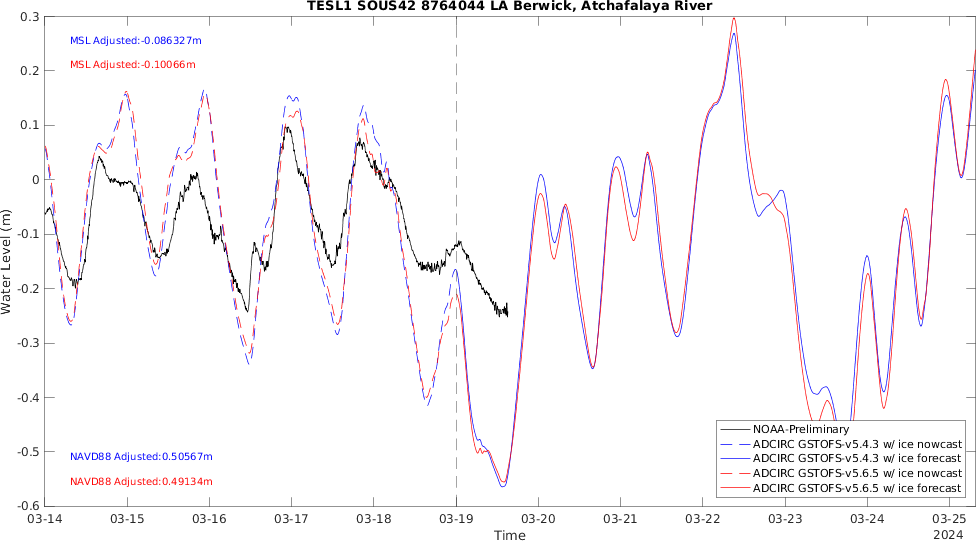 TESL1 SOUS42 8764044 LA Berwick, Atchafalaya River
MSL Adjusted:-0.086327m
MSL Adjusted:-0.10066m
NAVD88 Adjusted:0.50567m
NAVD88 Adjusted:0.49134m
Water Level (m)
0.3
0.2
0.1
0
-0.1
-0.2
-0.3
-0.4
-0.5
-0.6
NOAA-Preliminary
ADCIRC GSTOFS-v5.4.3 w/ ice nowcast
ADCIRC GSTOFS-v5.4.3 w/ ice forecast
ADCIRC GSTOFS-v5.6.5 w/ ice nowcast
ADCIRC GSTOFS-v5.6.5 w/ ice forecast
03-14 03-15 03-16 03-17 03-18 03-19 03-20 03-21 03-22 03-23 03-24 03-25
2024
Time